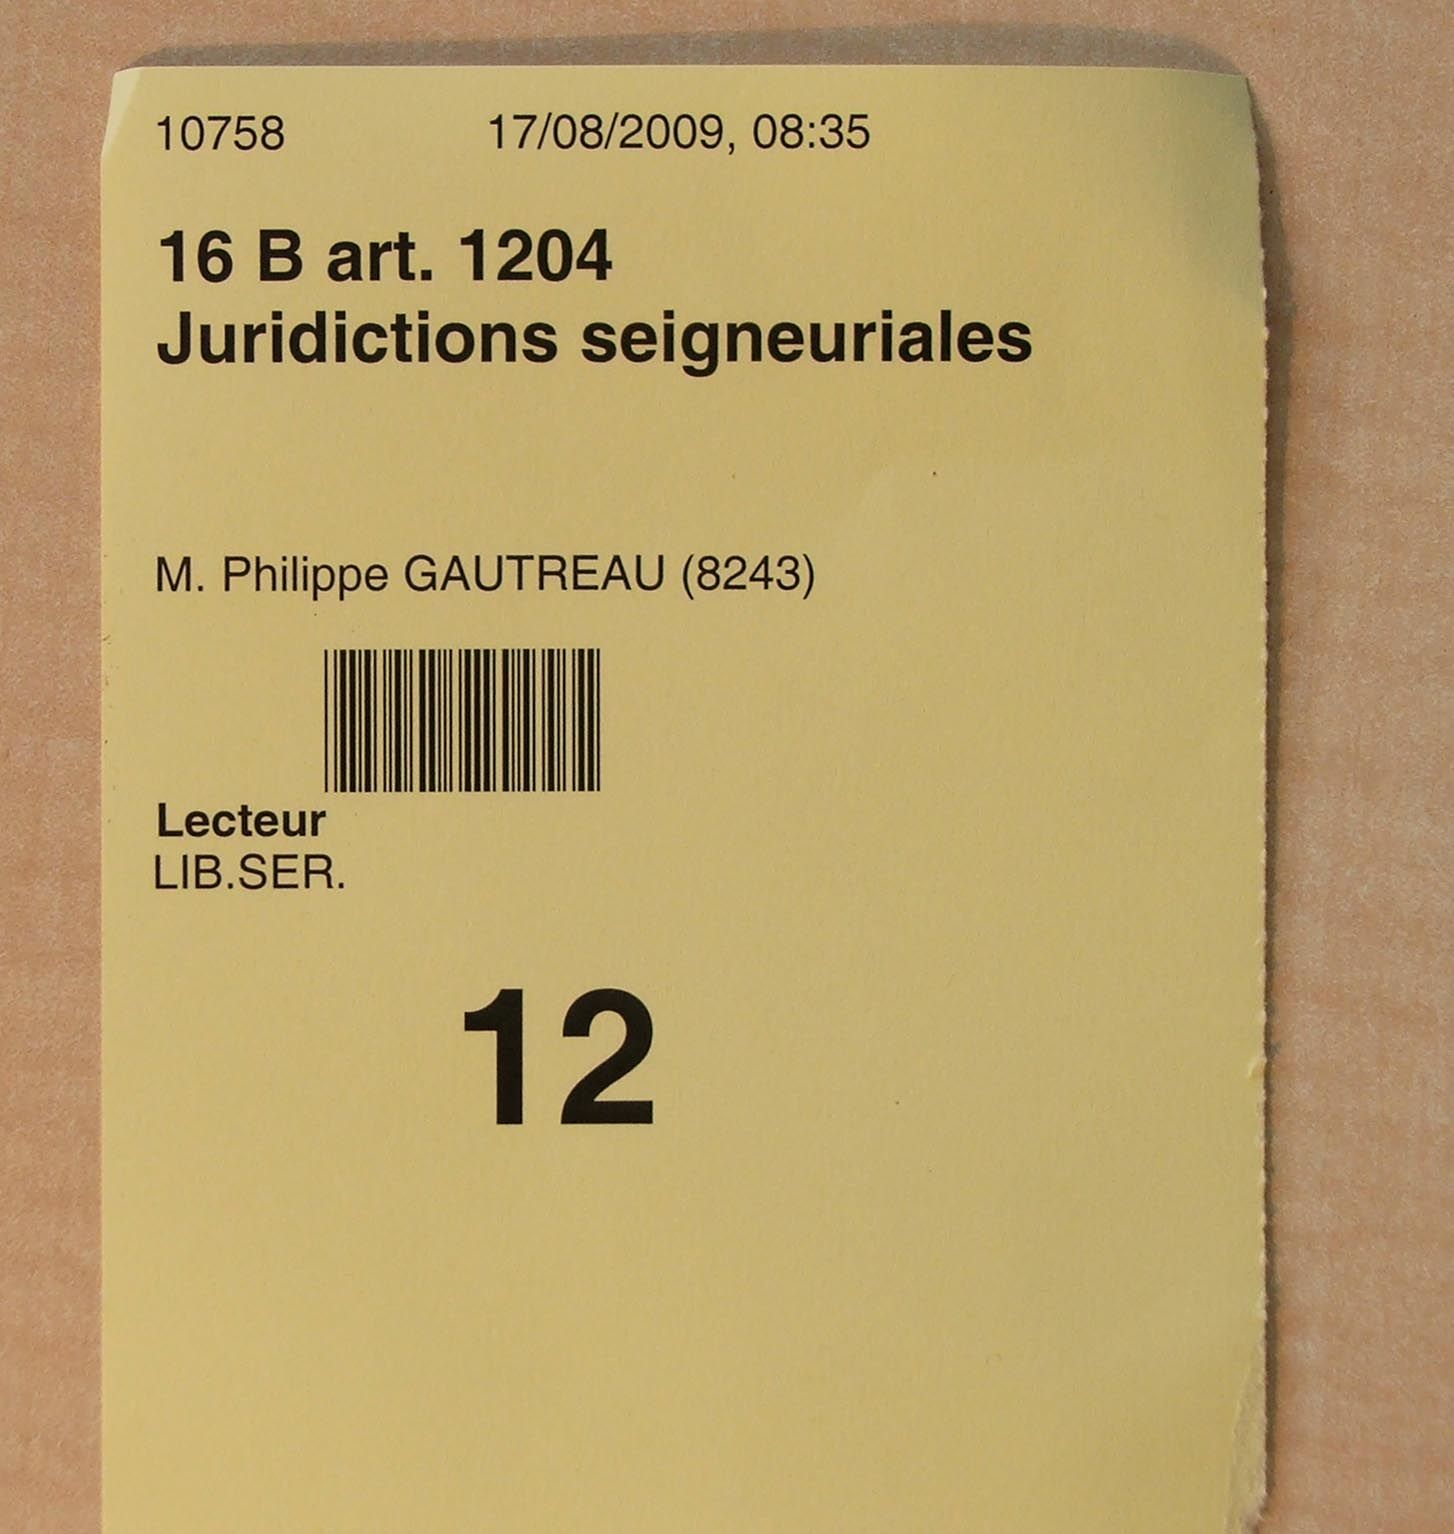 10758 17/08/2009, 08:35
16 B art. 1204
Juridictions seigneuriales
M. Philippe GAUTREAU (8243)
Lecteur
LIB.SER.
12